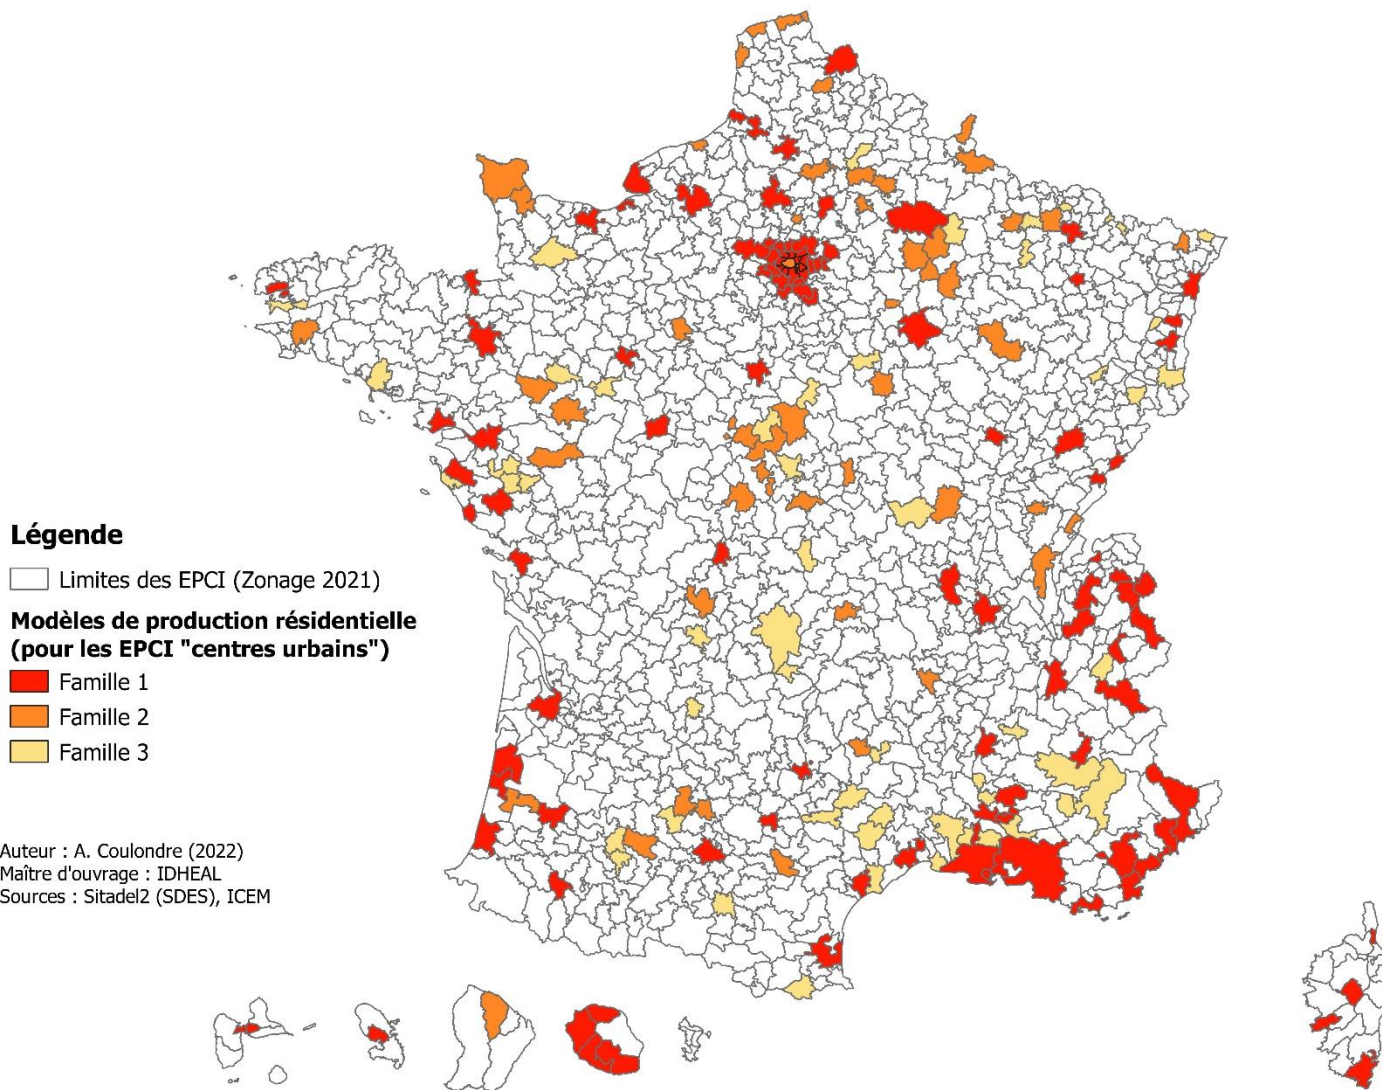 Légende
Limites des EPCI (Zonage 2021)
Modèles de production résidentielle
(pour les EPCI "centres urbains")
Famille 1
Famille 2
Famille 3
Auteur : A. Coulondre (2022)
Maître d'ouvrage : IDHEAL
Sources : Sitadel2 (SDES), ICEM